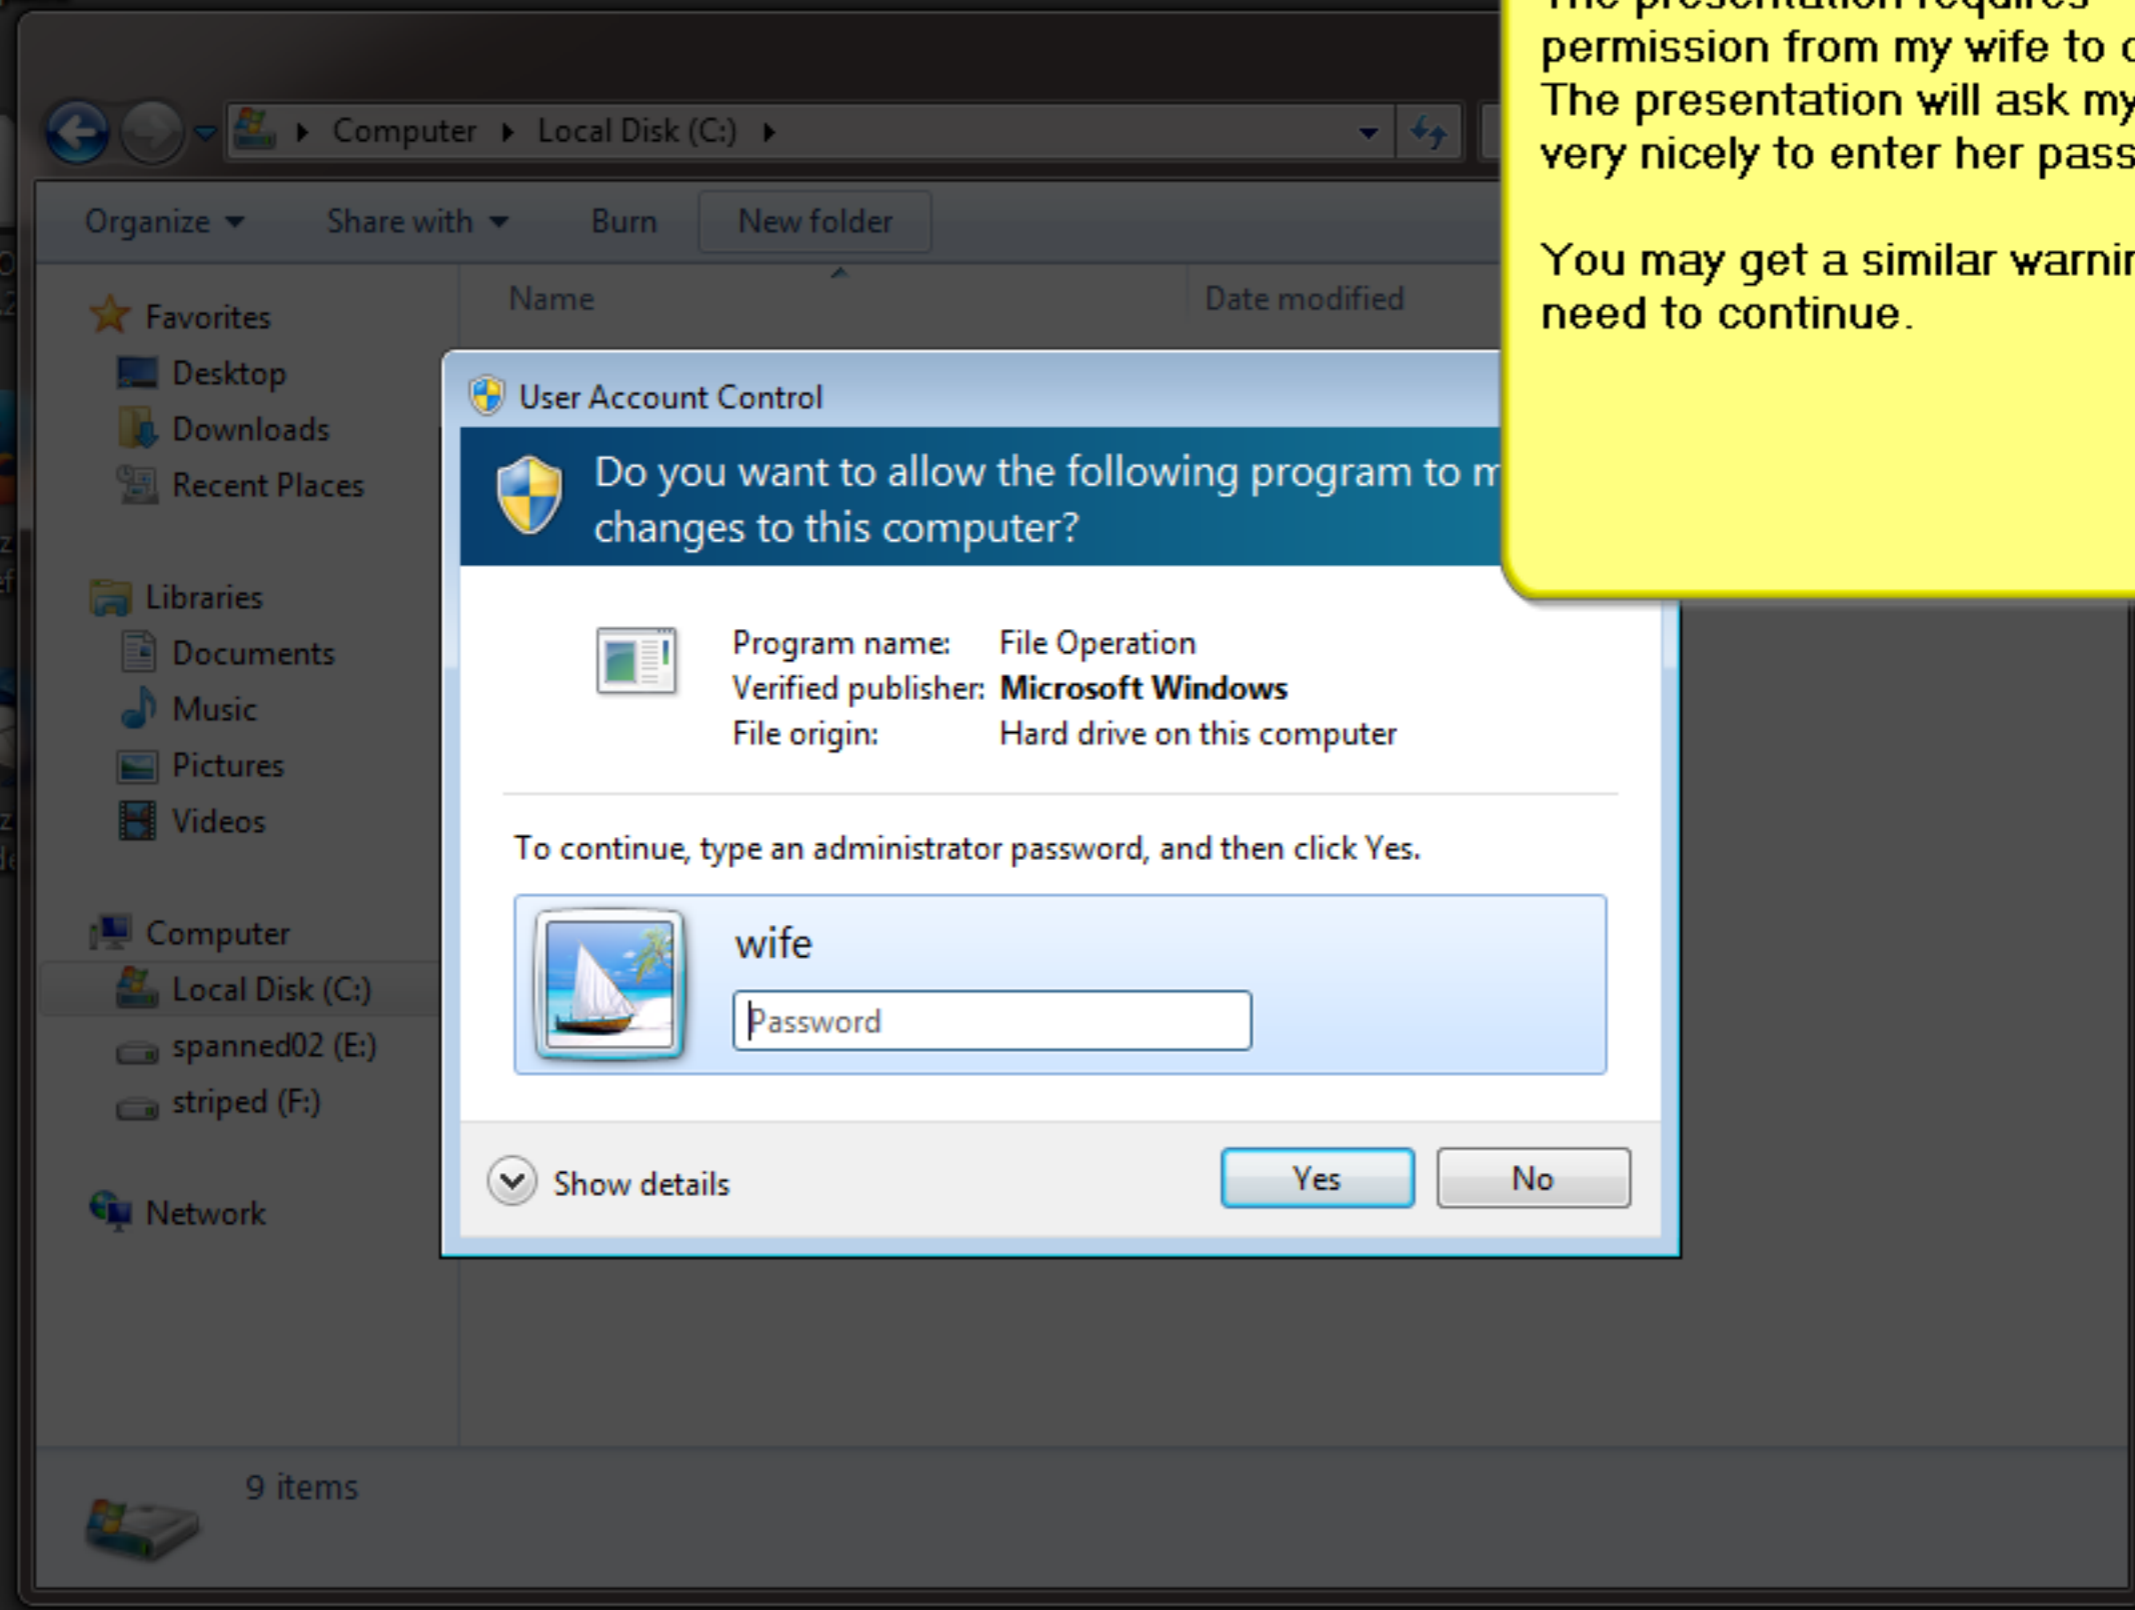 The presentation requires
permission from my wife to
The presentation will ask my
very nicely to enter her
You may get a similar
need to continue.
Computer Local Disk (C:)
Organize Share with Burn New folder
Name Date modified
Favorites
Desktop
Downloads
Recent Places
Libraries
Documents
Music
Pictures
Videos
Computer
Local Disk (C:)
spanned02 (E:)
striped (F:)
Network
User Account Control
Do you want to allow the following program to
changes to this computer?
Program name: File Operation
Verified publisher: Microsoft Windows
File origin: Hard drive on this computer
To continue, type an administrator password, and then click Yes.
wife
Password
Show details Yes No
9 items